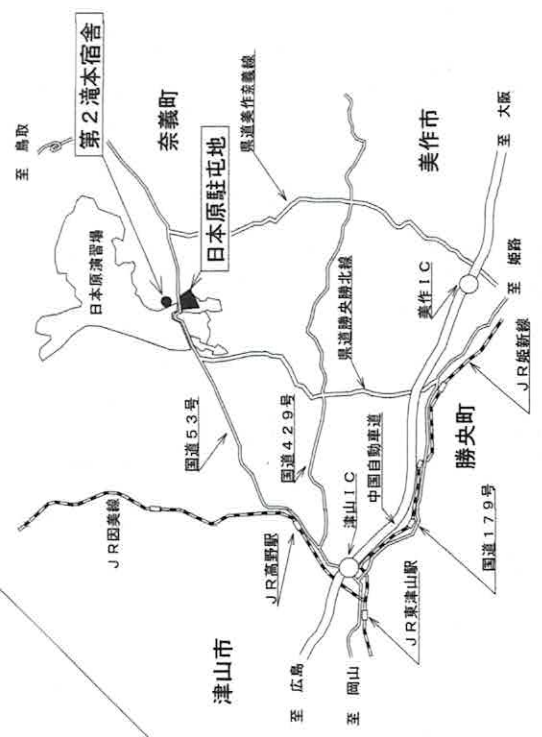 至　鳥取
第２滝本宿舎
奈義町
日本原演習場
日本原駐屯地
県道美作奈義線
美作市
至　大阪
国道５３号
国道４２９号
県道勝央勝北線
美作ＩＣ
至　姫路
ＪＲ姫新線
ＪＲ因美線
ＪＲ高野駅
津山ＩＣ
中国自動車道
勝央町
国道１７９号
ＪＲ東津山駅
津山市
至　広島
至　岡山